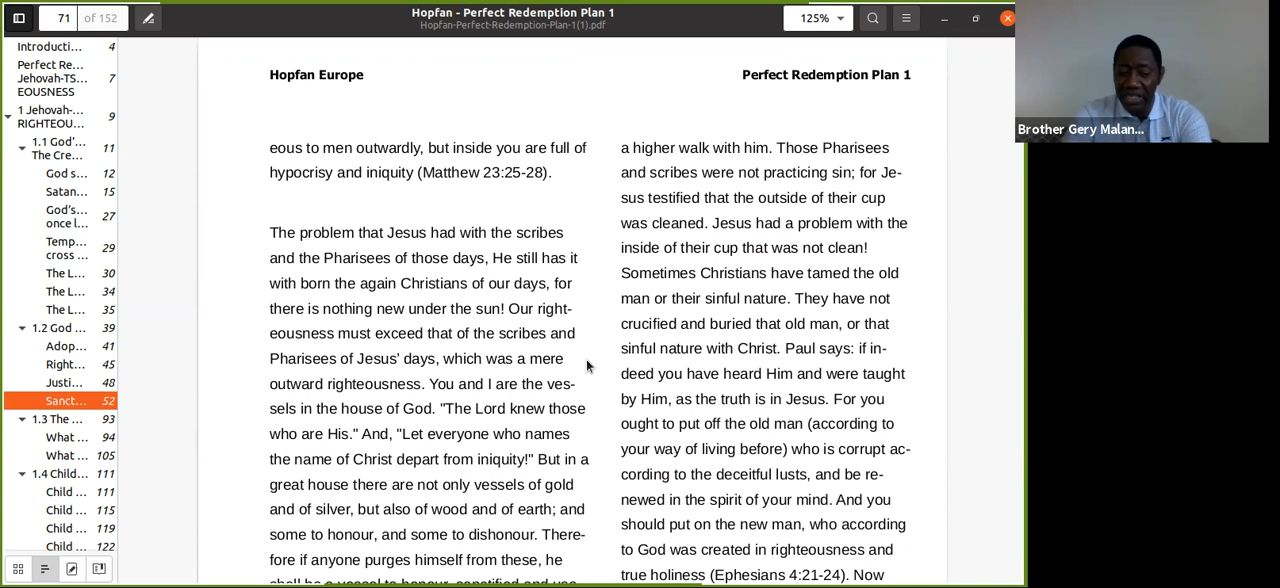 71
of 152
Hopfan - Perfect Redemption Plan 1
Hopfan-Perfect-Redemption-Plan-1(1).pdf
125%
Introducti... 4
Perfect Re...
Jehovah-TS... 7
EOUSNESS
1 Jehovah-... 9
RIGHTEOU...
1.1 God'... 11
The Cre...
God s... 12
Satan... 15
God's... 27
once l...
Temp... 29
cross ...
The L... 30
The L... 34
The L... 35
1.2 God ... 39
Adop... 41
Right... 45
Justi... 48
Sanct... 52
1.3 The ... 93
What ... 94
What ... 105
1.4 Child... 111
Child ... 111
Child ... 115
Child ... 119
Child ... 122
Hopfan Europe
Perfect Redemption Plan 1
eous to men outwardly, but inside you are full of
hypocrisy and iniquity (Matthew 23:25-28).
The problem that Jesus had with the scribes
and the Pharisees of those days, He still has it
with born the again Christians of our days, for
there is nothing new under the sun! Our right-
eousness must exceed that of the scribes and
Pharisees of Jesus' days, which was a mere
outward righteousness. You and I are the ves-
sels in the house of God. "The Lord knew those
who are His." And, "Let everyone who names
the name of Christ depart from iniquity!" But in a
great house there are not only vessels of gold
and of silver, but also of wood and of earth; and
some to honour, and some to dishonour. There-
fore if anyone purges himself from these, he
shall be a vessel to honour, sanctified and use-
a higher walk with him. Those Pharisees
and scribes were not practicing sin; for Je-
sus testified that the outside of their cup
was cleaned. Jesus had a problem with the
inside of their cup that was not clean!
Sometimes Christians have tamed the old
man or their sinful nature. They have not
crucified and buried that old man, or that
sinful nature with Christ. Paul says: if in-
deed you have heard Him and were taught
by Him, as the truth is in Jesus. For you
ought to put off the old man (according to
your way of living before) who is corrupt ac-
cording to the deceitful lusts, and be re-
newed in the spirit of your mind. And you
should put on the new man, who according
to God was created in righteousness and
true holiness (Ephesians 4:21-24). Now
Brother Gery Malan...